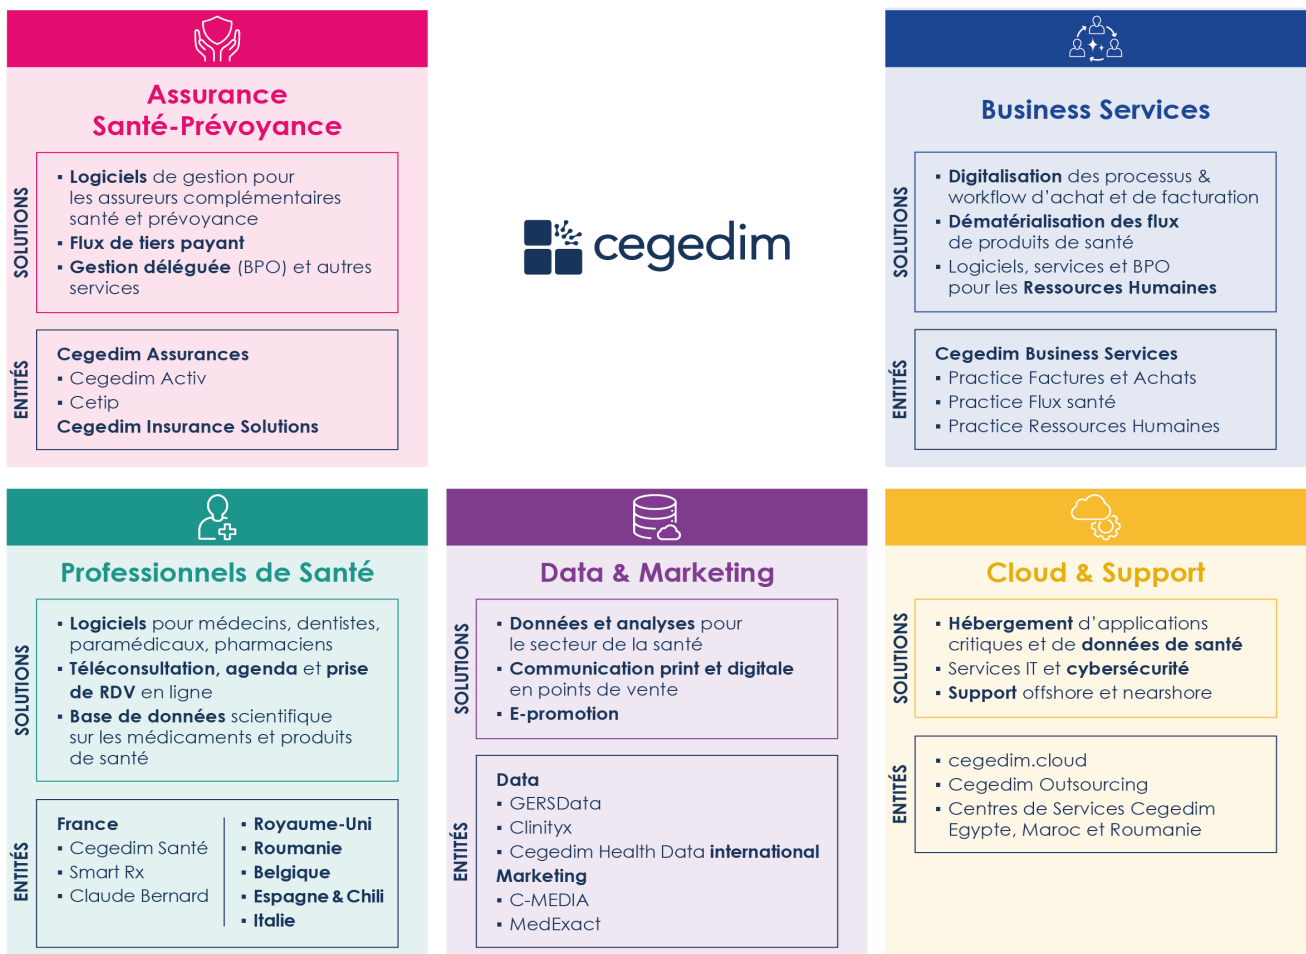 Assurance
Santé-Prévoyance
SOLUTIONS
▪ Logiciels de gestion pour
les assureurs complémentaires
santé et prévoyance
▪ Flux de tiers payant
▪ Gestion déléguée (BPO) et autres
services
ENTITÉS
Cegedim Assurances
▪ Cegedim Activ
▪ Cetip
Cegedim Insurance Solutions
cegedim
Business Services
SOLUTIONS
▪ Digitalisation des processus &
workflow d'achat et de facturation
▪ Dématérialisation des flux
de produits de santé
▪ Logiciels, services et BPO
pour les Ressources Humaines
ENTITÉS
Cegedim Business Services
▪ Practice Factures et Achats
▪ Practice Flux santé
▪ Practice Ressources Humaines
Professionnels de Santé
SOLUTIONS
▪ Logiciels pour médecins, dentistes,
paramédicaux, pharmaciens
▪ Téléconsultation, agenda et prise
de RDV en ligne
▪ Base de données scientifique
sur les médicaments et produits
de santé
ENTITÉS
France
▪ Cegedim Santé
▪ Smart Rx
▪ Claude Bernard
▪ Royaume-Uni
▪ Roumanie
▪ Belgique
▪ Espagne & Chili
▪ Italie
Data & Marketing
SOLUTIONS
▪ Données et analyses pour
le secteur de la santé
▪ Communication print et digitale
en points de vente
▪ E-promotion
ENTITÉS
Data
▪ GERSData
▪ Clinityx
▪ Cegedim Health Data international
Marketing
▪ C-MEDIA
▪ MedExact
Cloud & Support
SOLUTIONS
▪ Hébergement d'applications
critiques et de données de santé
▪ Services IT et cybersécurité
▪ Support offshore et nearshore
ENTITÉS
▪ cegedim.cloud
▪ Cegedim Outsourcing
▪ Centres de Services Cegedim
Egypte, Maroc et Roumanie